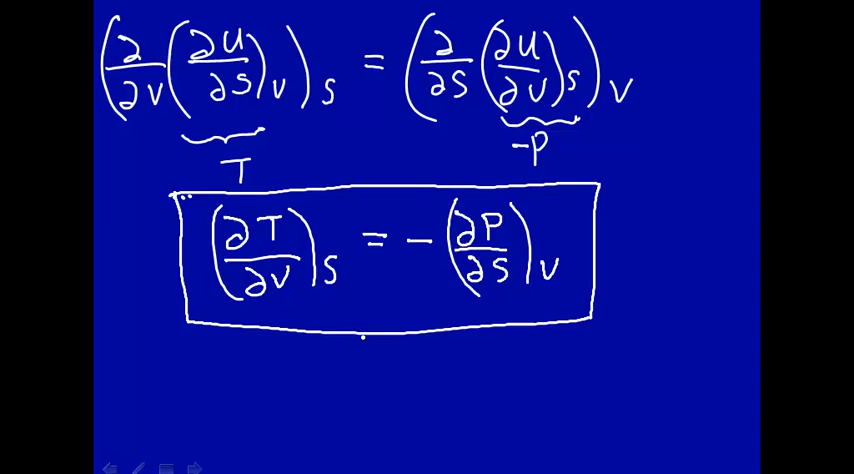 (∂/∂V (∂U/∂S)_V)_S = (∂/∂S (∂U/∂V)_S)_V
T -P
(∂T/∂V)_S = -(∂P/∂S)_V